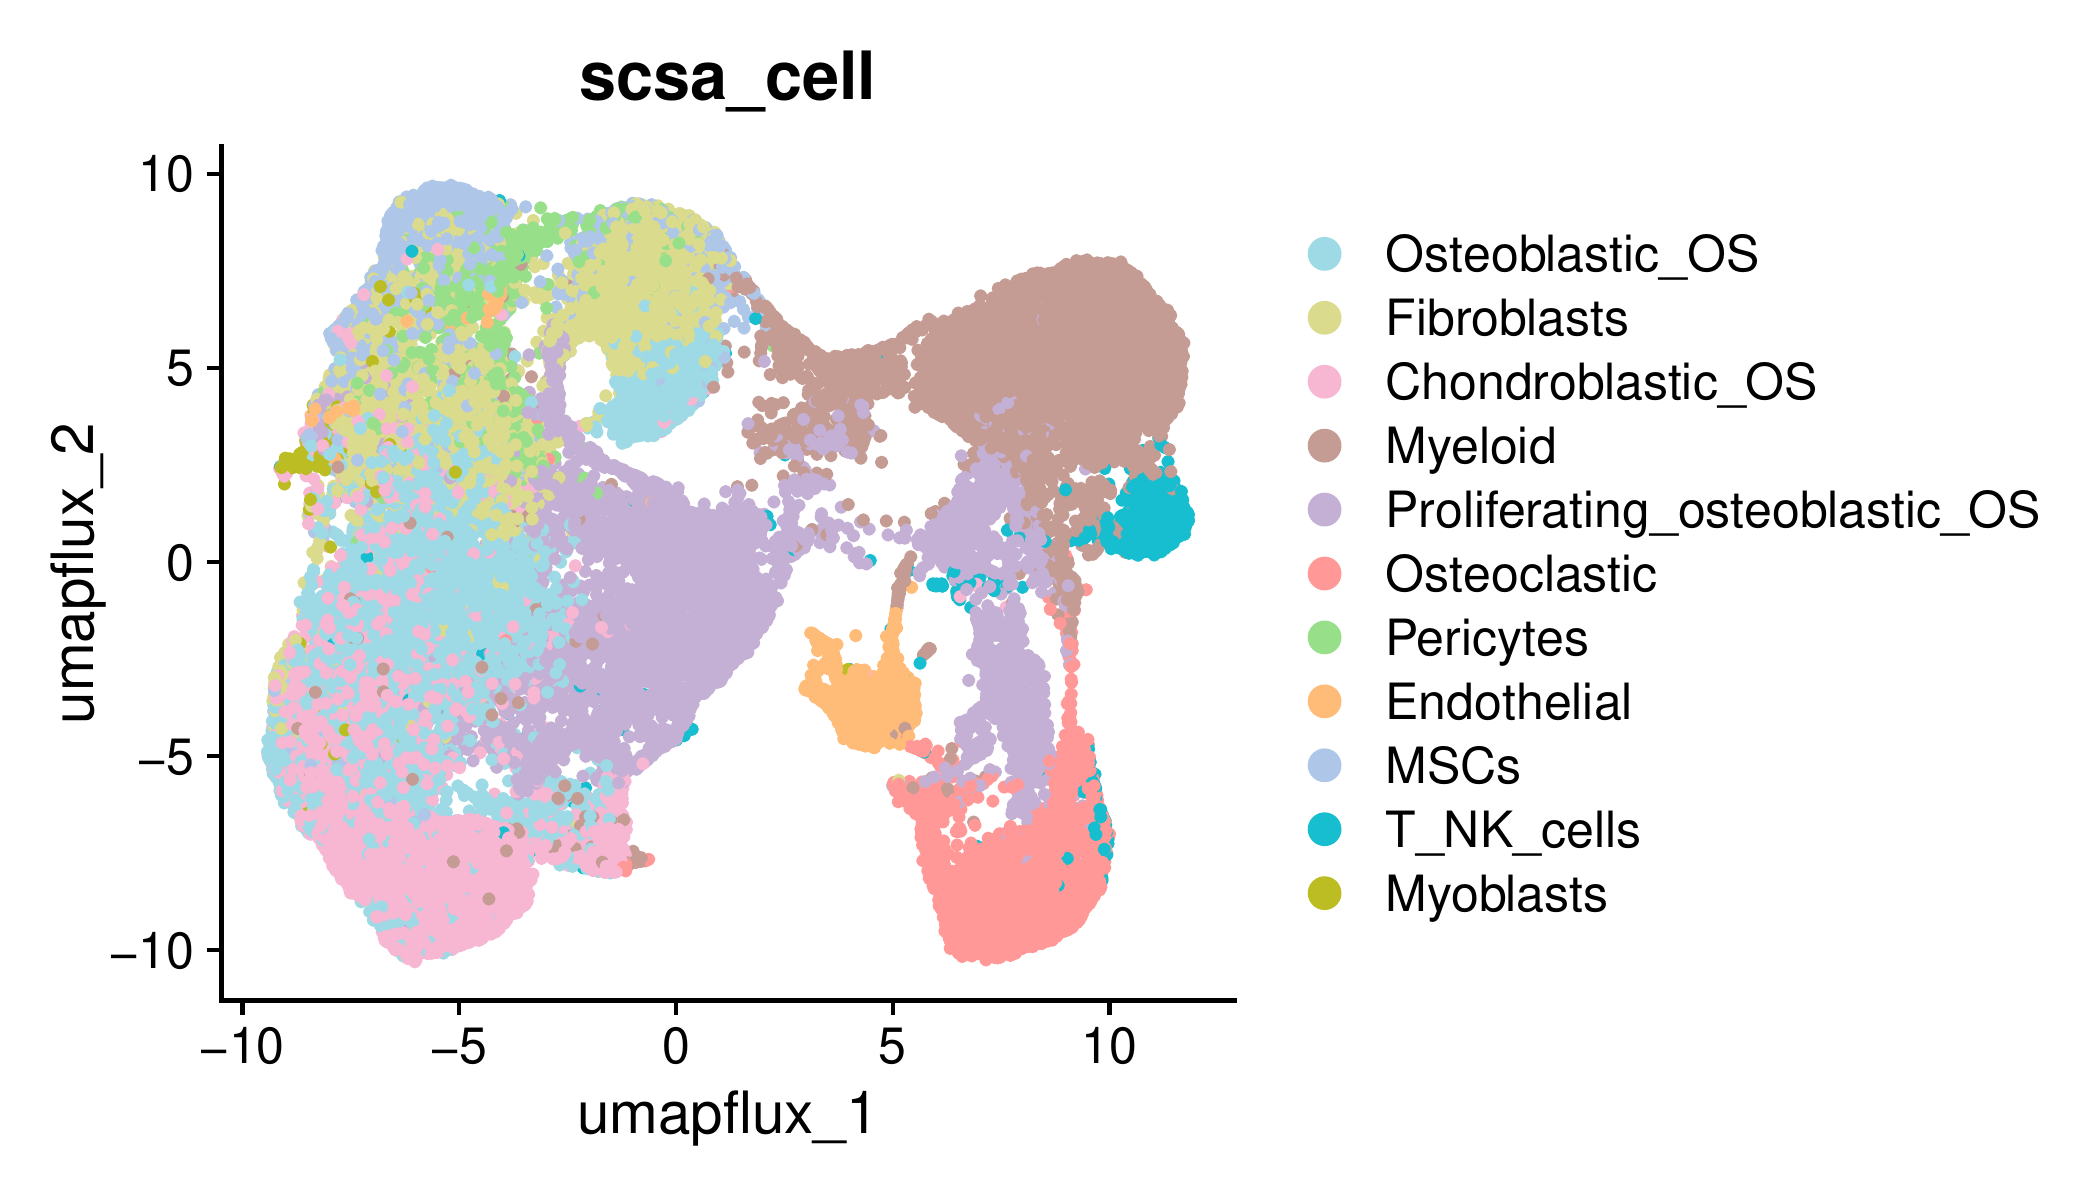 scsa_cell
10
5
0
−5
−10
umapflux_2
−10
−5
0
5
10
umapflux_1
Osteoblastic_OS
Fibroblasts
Chondroblastic_OS
Myeloid
Proliferating_osteoblastic_OS
Osteoclastic
Pericytes
Endothelial
MSCs
T_NK_cells
Myoblasts